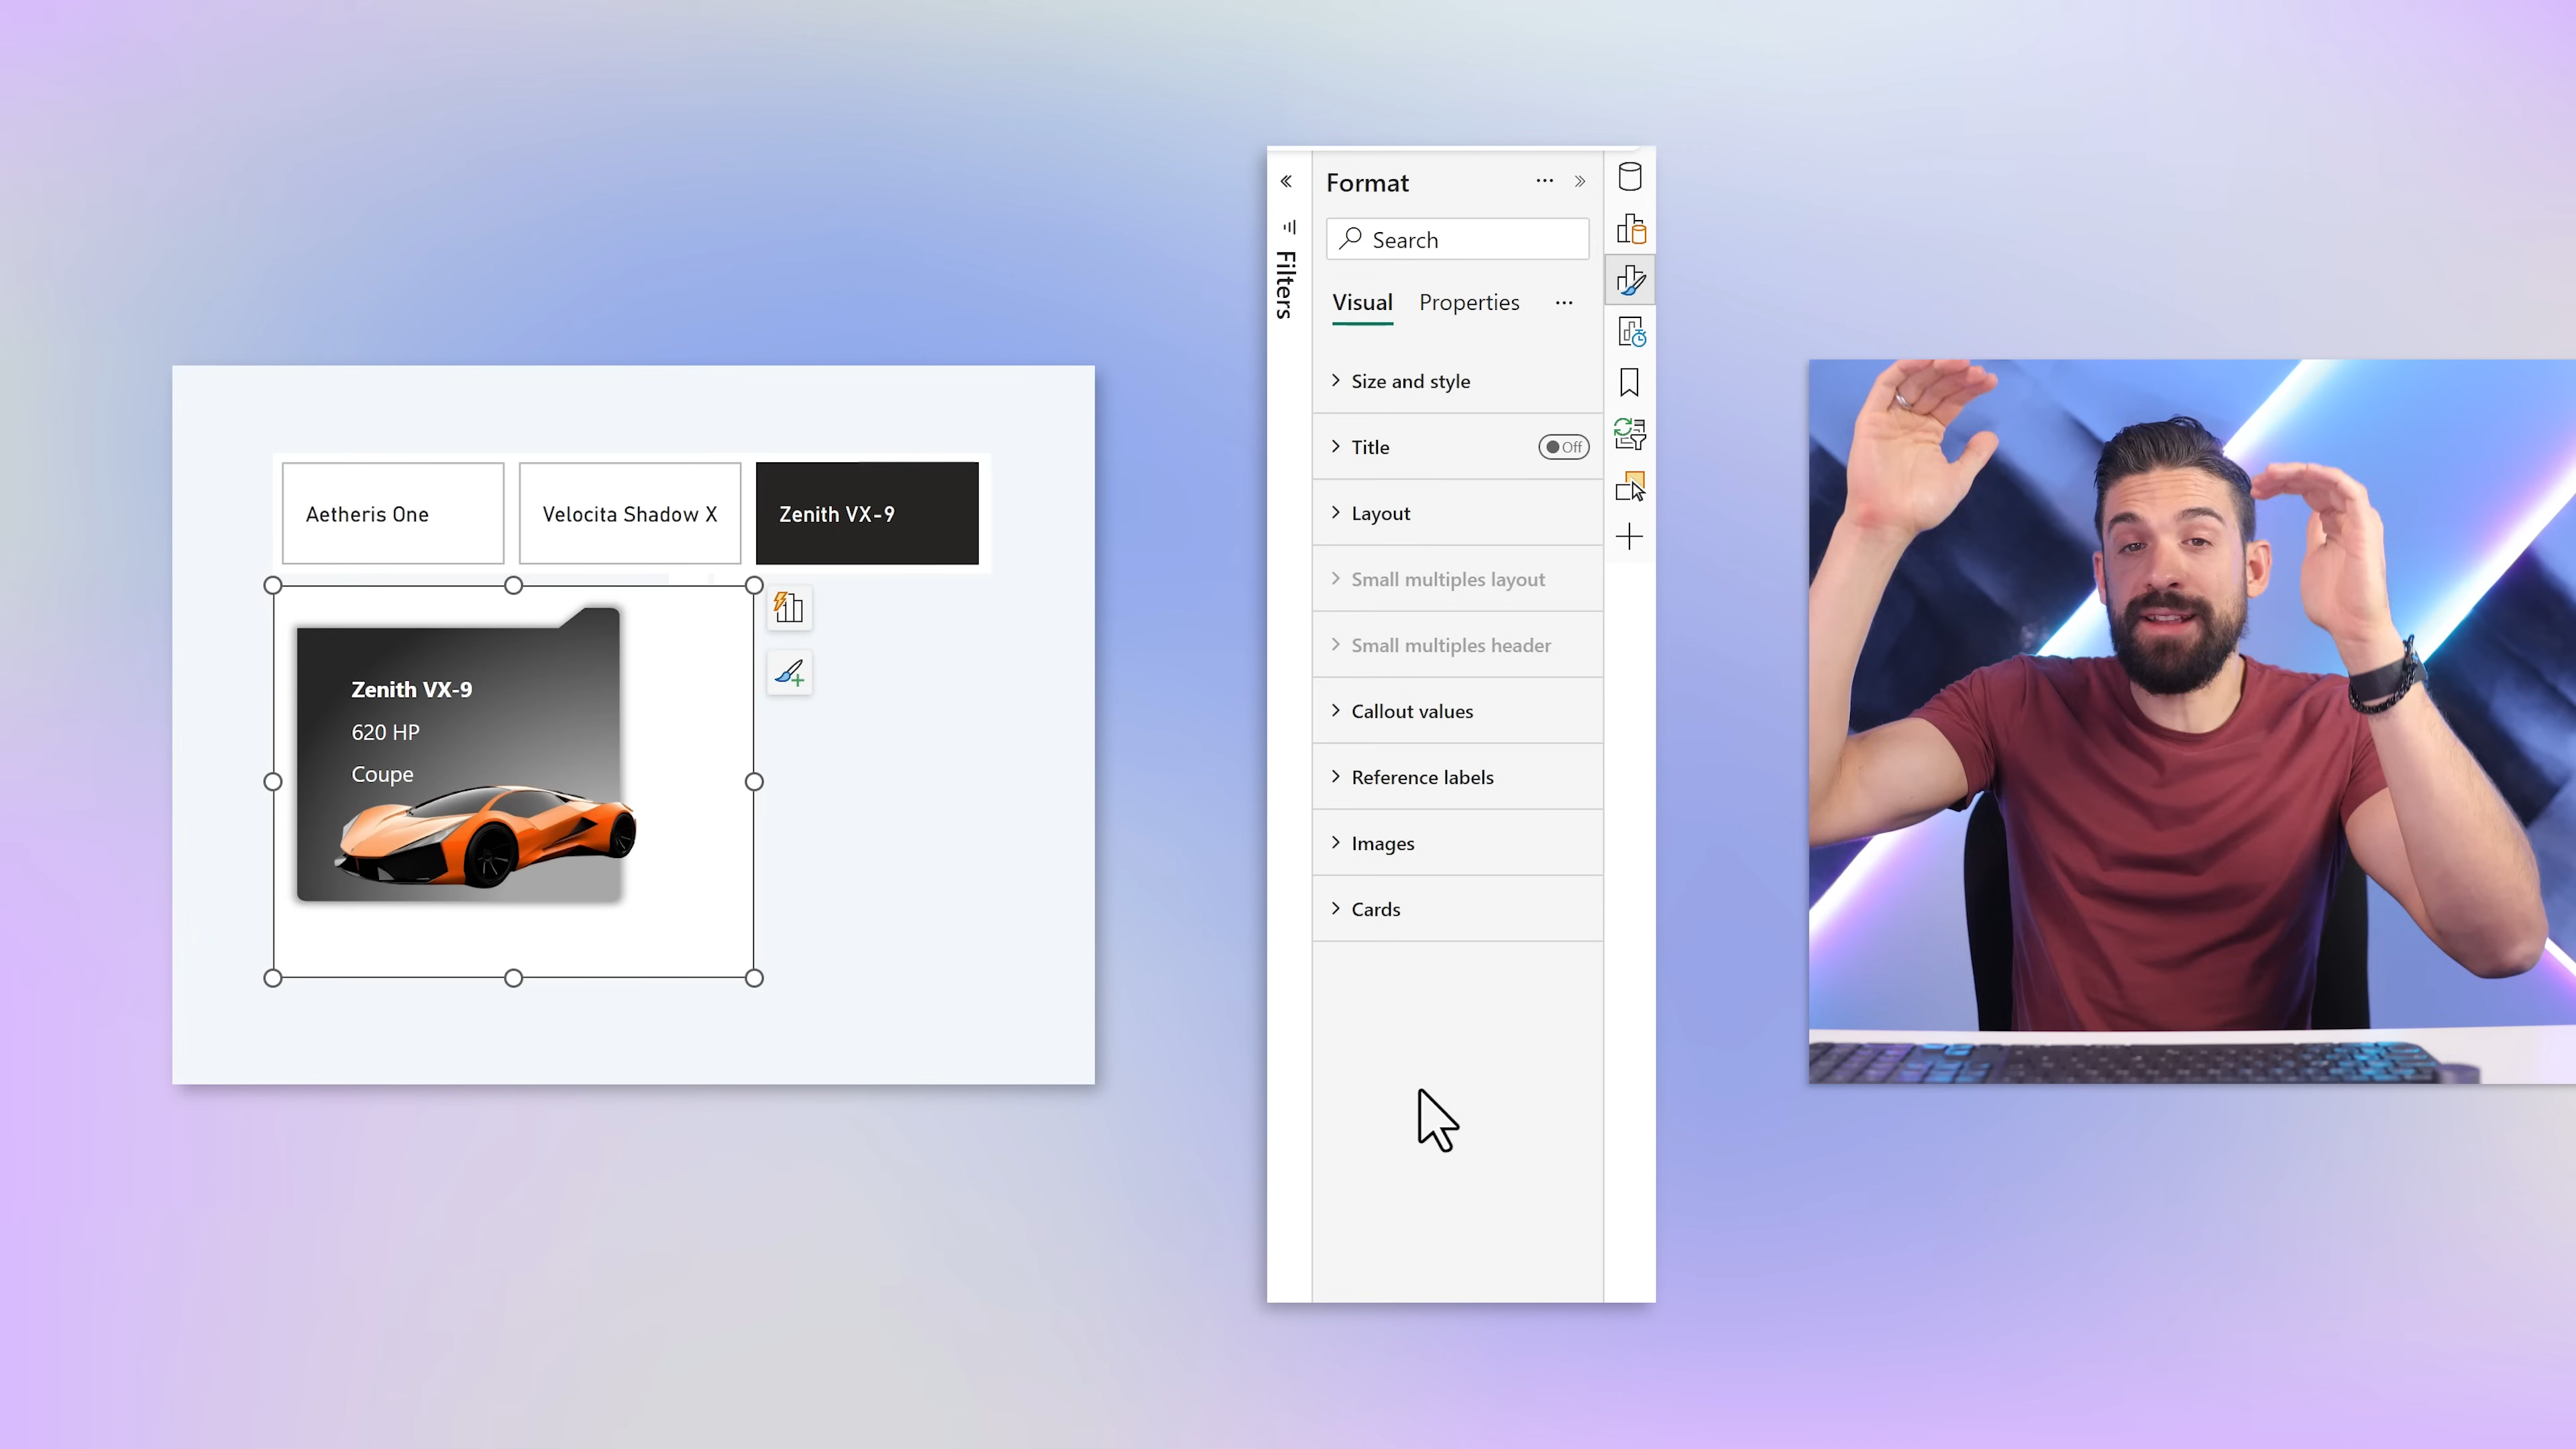 Aetheris One
Velocita Shadow X
Zenith VX-9
Zenith VX-9
620 HP
Coupe
Filters
Format
Search
Visual Properties
Size and style
Title Off
Layout
Small multiples layout
Small multiples header
Callout values
Reference labels
Images
Cards